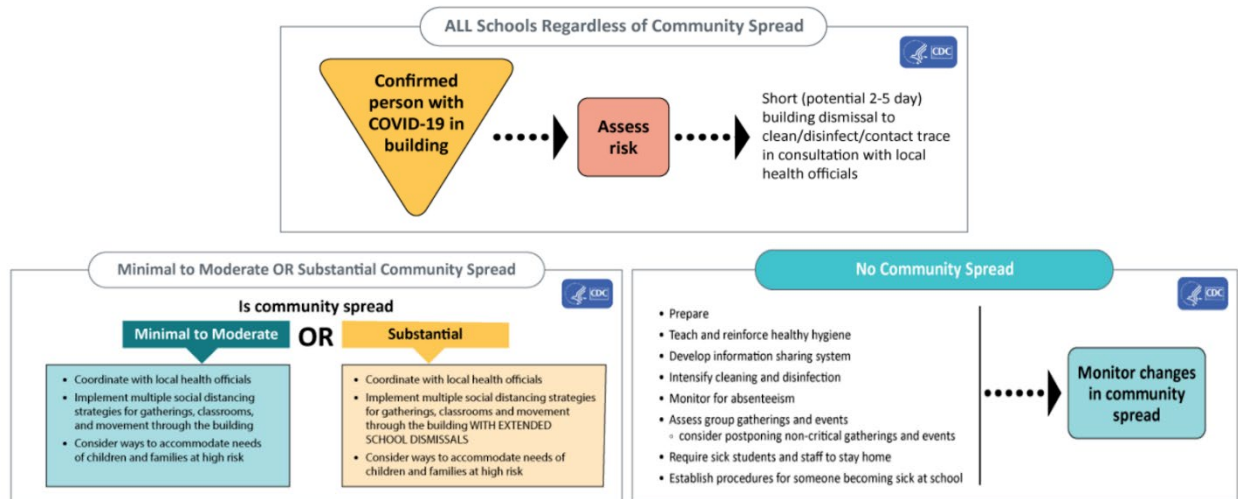 ALL Schools Regardless of Community Spread
CDC
Confirmed
person with
COVID-19 in
building
Assess
risk
Short (potential 2-5 day)
building dismissal to
clean/disinfect/contact trace
in consultation with local
health officials
Minimal to Moderate OR Substantial Community Spread
CDC
Is community spread
Minimal to Moderate
OR
Substantial
• Coordinate with local health officials
• Implement multiple social distancing
strategies for gatherings, classrooms,
and movement through the building
• Consider ways to accommodate needs
of children and families at high risk
• Coordinate with local health officials
• Implement multiple social distancing strategies
for gatherings, classrooms and movement
through the building WITH EXTENDED
SCHOOL DISMISSALS
• Consider ways to accommodate needs of
children and families at high risk
No Community Spread
CDC
• Prepare
• Teach and reinforce healthy hygiene
• Develop information sharing system
• Intensify cleaning and disinfection
• Monitor for absenteeism
• Assess group gatherings and events
◦ consider postponing non-critical gatherings and events
• Require sick students and staff to stay home
• Establish procedures for someone becoming sick at school
Monitor changes
in community
spread